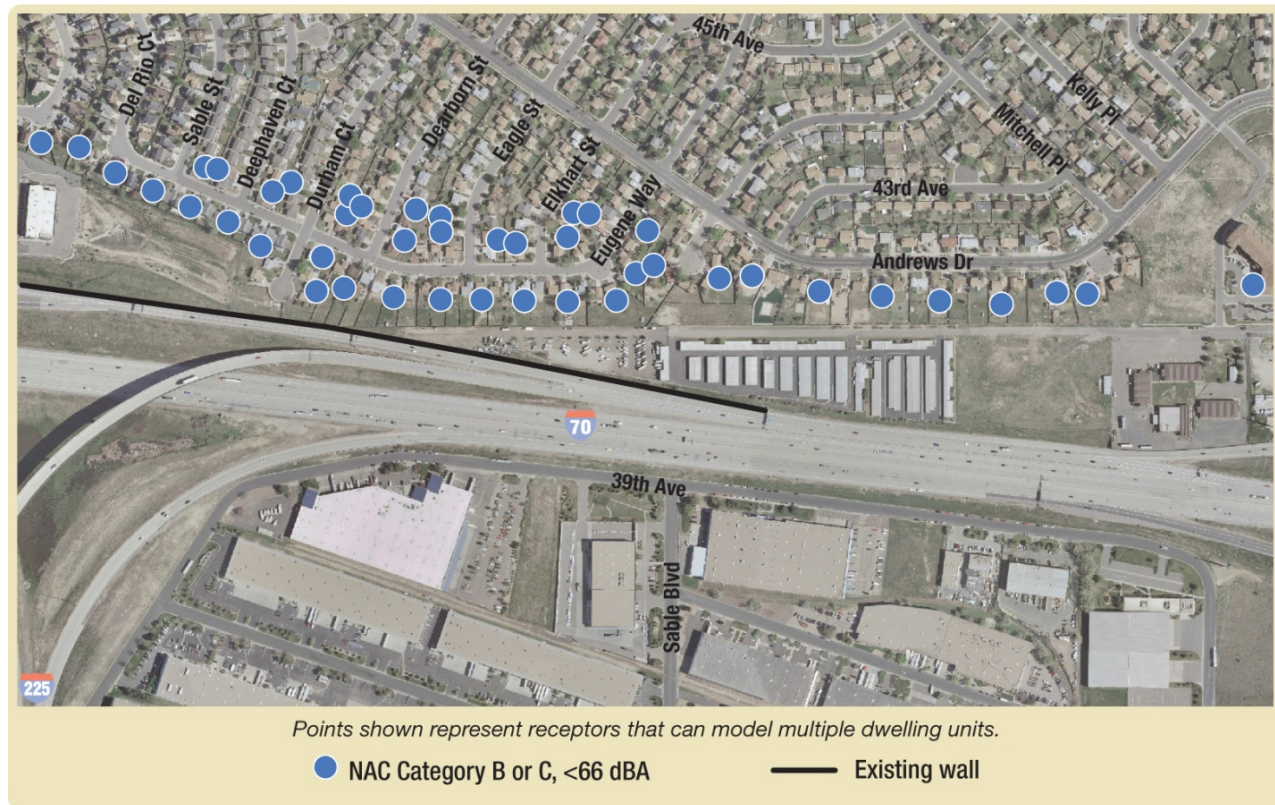 45th Ave
Del Rio Ct
Sable St
Deephaven Ct
Durham Ct
Dearborn St
Eagle St
Elkhart St
Eugene Way
Kelly Pl
Mitchell Pl
43rd Ave
Andrews Dr
70
39th Ave
Sable Blvd
225
Points shown represent receptors that can model multiple dwelling units.
NAC Category B or C, <66 dBA
Existing wall